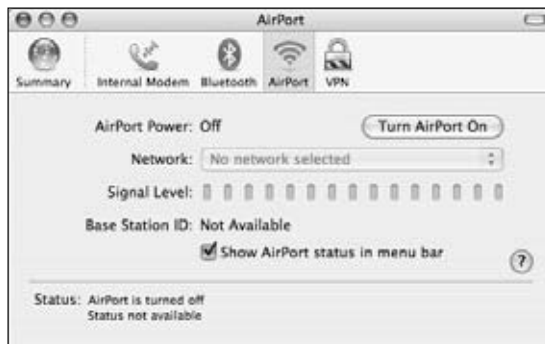 AirPort
Summary Internal Modem Bluetooth AirPort VPN
AirPort Power: Off Turn AirPort On
Network: No network selected
Signal Level:
Base Station ID: Not Available
Show AirPort status in menu bar
?
Status: AirPort is turned off
Status not available